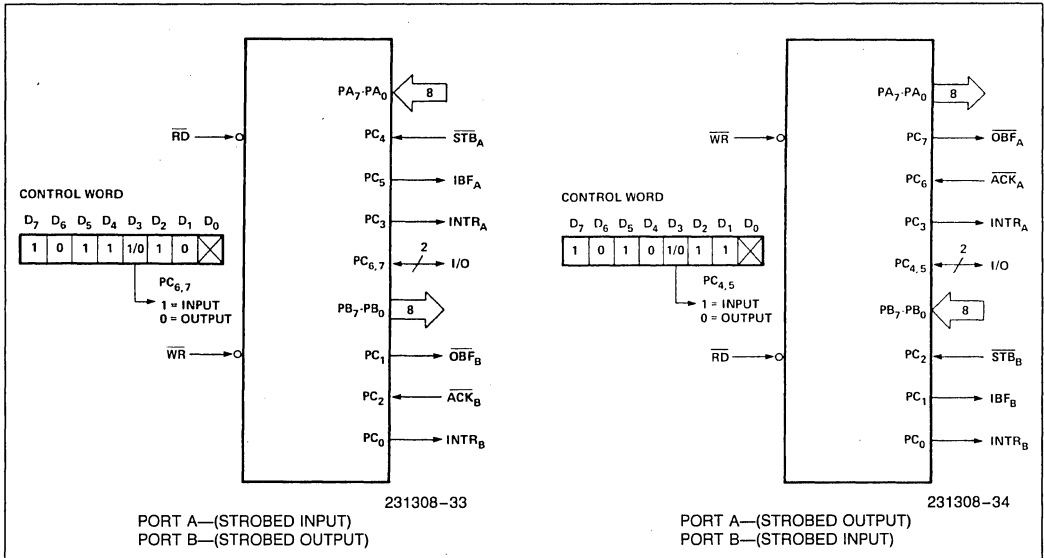 PA7-PA0
8
RD
PC4
STBA
PC5
IBFA
CONTROL WORD
PC3
INTRA
D7 D6 D5 D4 D3 D2 D1 D0
1 0 1 1 1/0 1 0 X
PC6,7
2
I/O
PC6,7
1 = INPUT
0 = OUTPUT
PB7-PB0
8
WR
PC1
OBFB
PC2
ACKB
PC0
INTRB
231308-33
PORT A—(STROBED INPUT)
PORT B—(STROBED OUTPUT)
PA7-PA0
8
WR
PC7
OBFA
PC6
ACKA
CONTROL WORD
PC3
INTRA
D7 D6 D5 D4 D3 D2 D1 D0
1 0 1 0 1/0 1 1 X
PC4,5
2
I/O
PC4,5
1 = INPUT
0 = OUTPUT
PB7-PB0
8
RD
PC2
STBB
PC1
IBFB
PC0
INTRB
231308-34
PORT A—(STROBED OUTPUT)
PORT B—(STROBED INPUT)